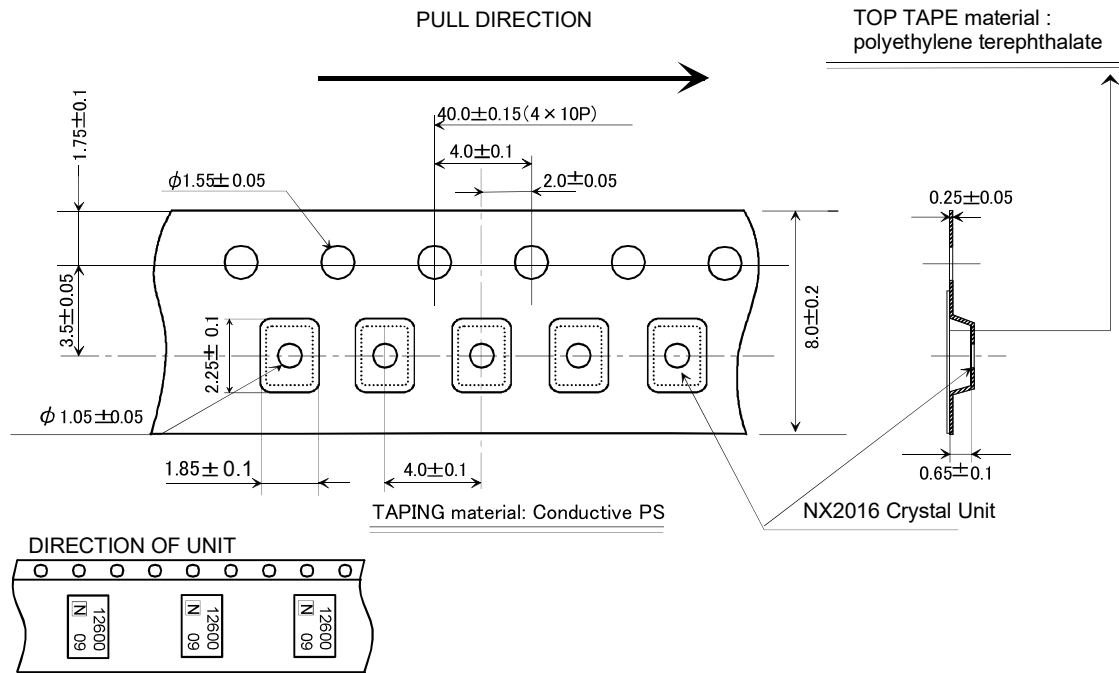 PULL DIRECTION
TOP TAPE material :
polyethylene terephthalate
1.75±0.1
40.0±0.15(4×10P)
4.0±0.1
2.0±0.05
φ1.55±0.05
0.25±0.05
3.5±0.05
2.25±0.1
8.0±0.2
φ1.05±0.05
1.85±0.1
4.0±0.1
0.65±0.1
TAPING material: Conductive PS
NX2016 Crystal Unit
DIRECTION OF UNIT
12600
N 09
12600
N 09
12600
N 09